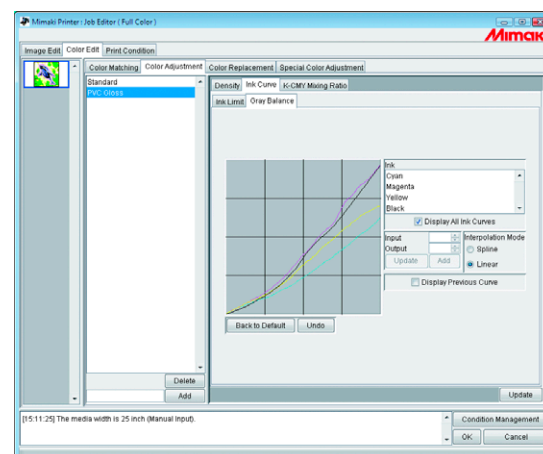 Mimaki Printer : Job Editor ( Full Color )
Mimak
Image Edit Color Edit Print Condition
Color Matching Color Adjustment Color Replacement Special Color Adjustment
Standard
PVC Gloss
Density Ink Curve K-CMY Mixing Ratio
Ink Limit Gray Balance
Ink
Cyan
Magenta
Yellow
Black
Display All Ink Curves
Input
Output
Update Add
Interpolation Mode
Spline
Linear
Display Previous Curve
Back to Default Undo
Delete
Add
Update
[15:11:25] The media width is 25 inch (Manual Input).
Condition Management
OK Cancel